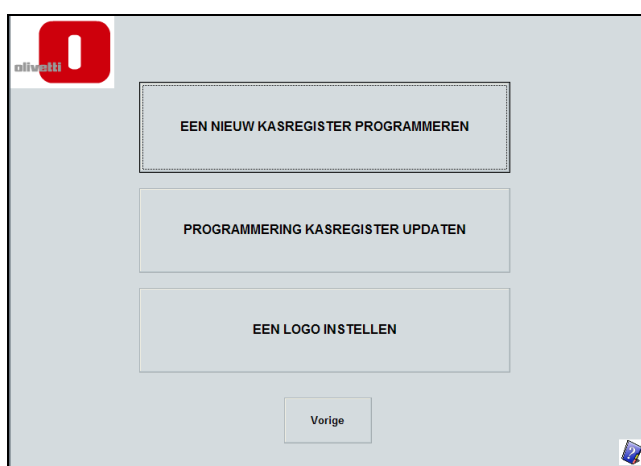 olivetti
EEN NIEUW KASREGISTER PROGRAMMEREN
PROGRAMMERING KASREGISTER UPDATEN
EEN LOGO INSTELLEN
Vorige
?